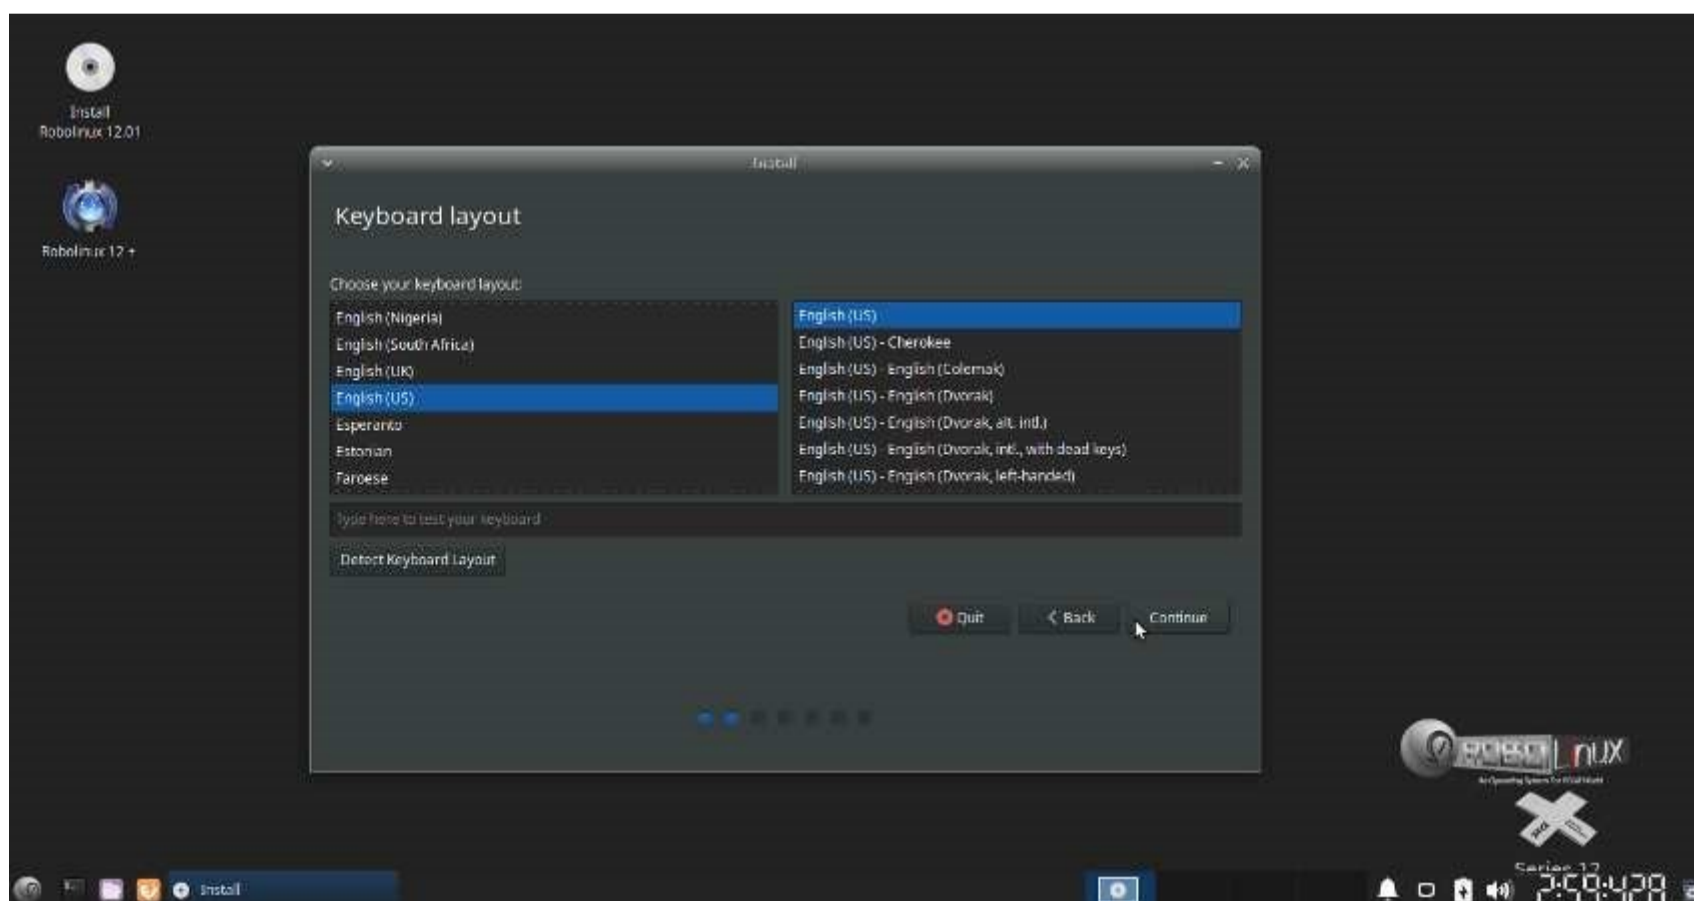 Install
Robolinux 12.01
Robolinux 12 +
Install
Keyboard layout
Choose your keyboard layout:
English (Nigeria)
English (South Africa)
English (UK)
English (US)
Esperanto
Estonian
Faroese
English (US)
English (US) - Cherokee
English (US) - English (Colemak)
English (US) - English (Dvorak)
English (US) - English (Dvorak, alt. intl.)
English (US) - English (Dvorak, intl., with dead keys)
English (US) - English (Dvorak, left-handed)
Type here to test your keyboard
Detect Keyboard Layout
Quit
Back
Continue
ROBOLinuX
Series 12
Install